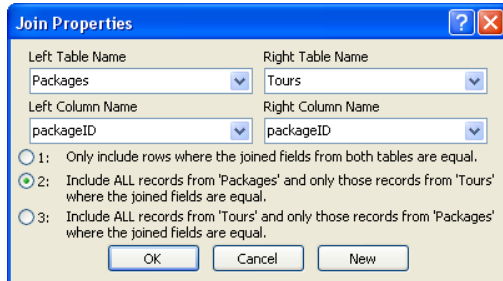 Join Properties
Left Table Name
Right Table Name
Packages
Tours
Left Column Name
Right Column Name
packageID
packageID
1: Only include rows where the joined fields from both tables are equal.
2: Include ALL records from 'Packages' and only those records from 'Tours'
where the joined fields are equal.
3: Include ALL records from 'Tours' and only those records from 'Packages'
where the joined fields are equal.
OK
Cancel
New